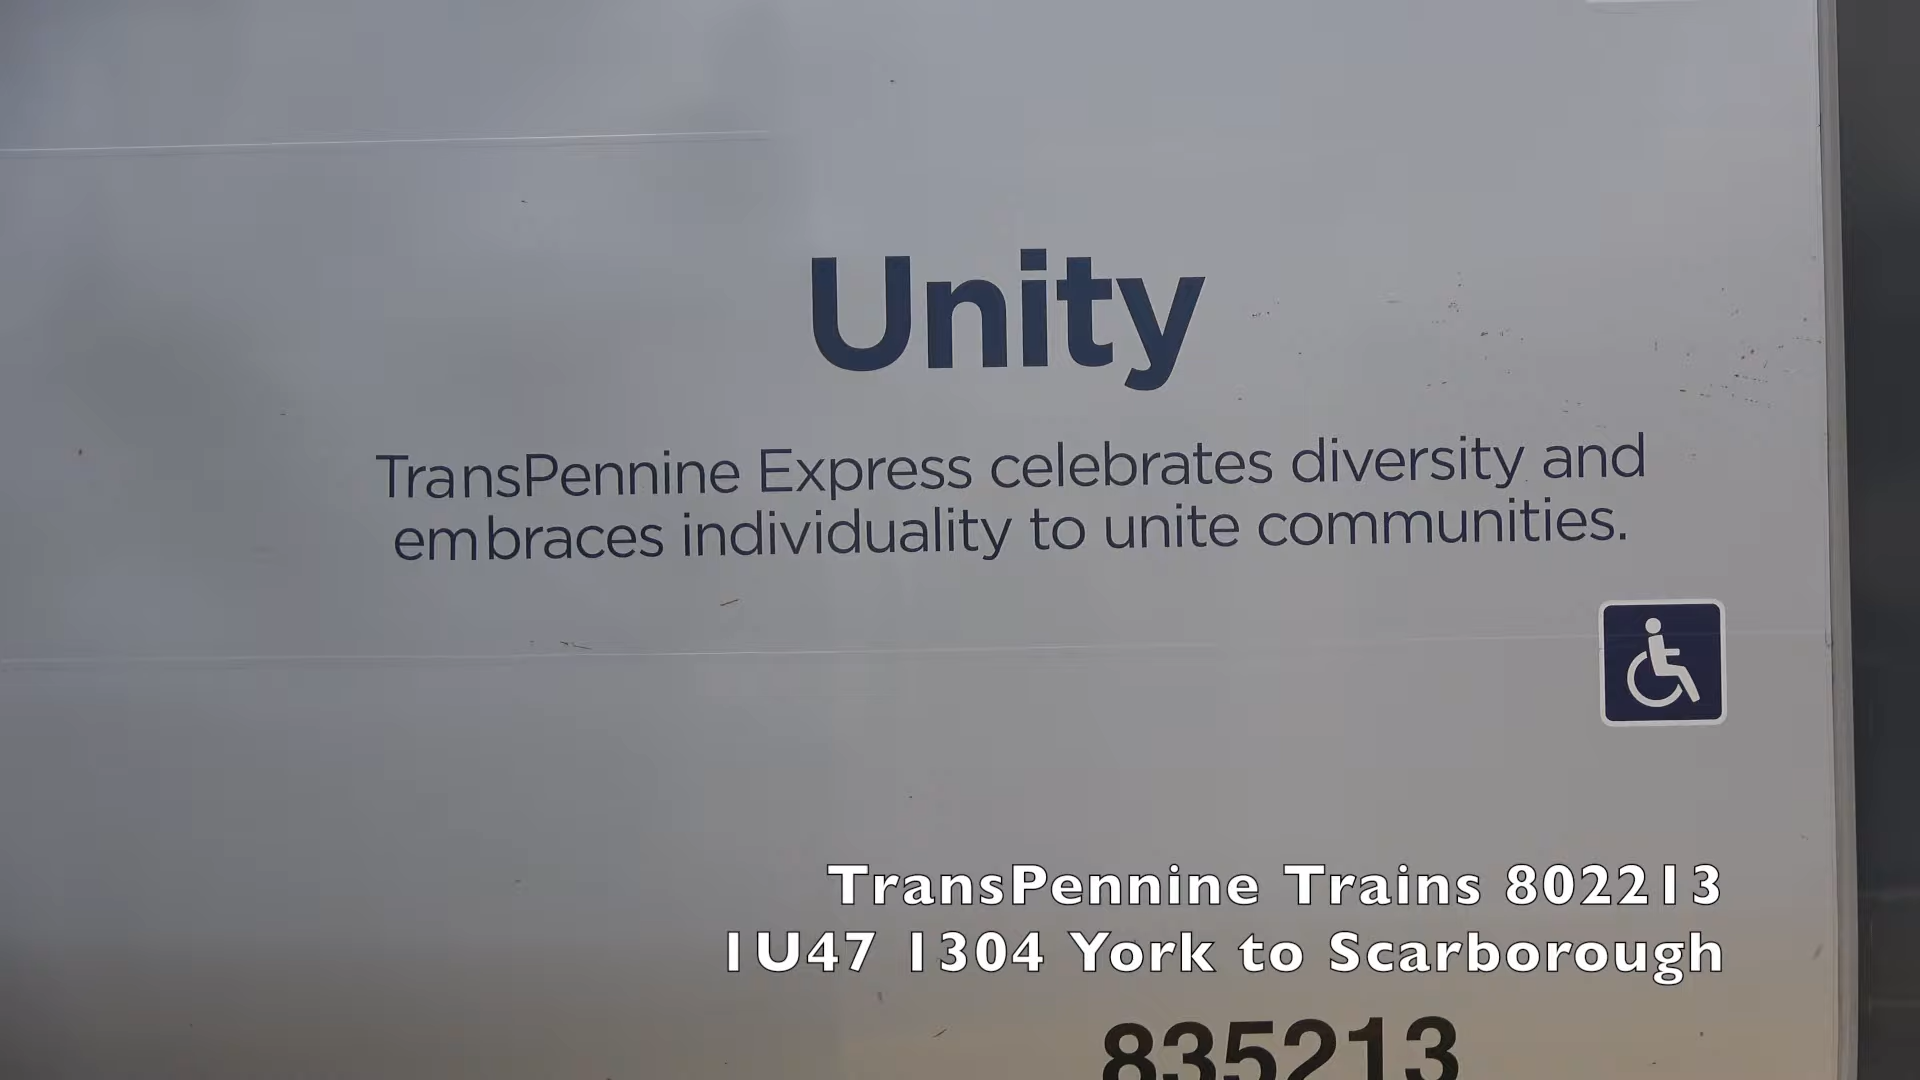 Unity
TransPennine Express celebrates diversity and
embraces individuality to unite communities.
TransPennine Trains 802213
1U47 1304 York to Scarborough
835213